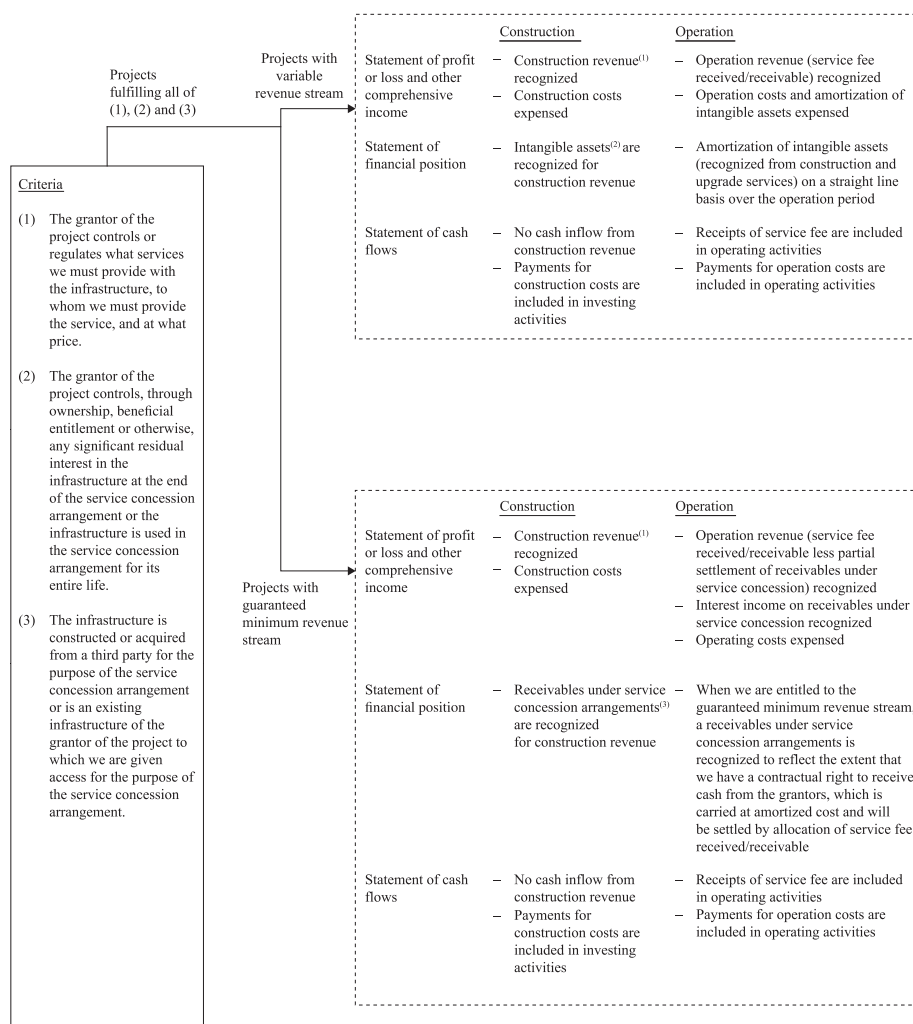 Projects
fulfilling all of
(1), (2) and (3)
Projects with
variable
revenue stream
Criteria
(1) The grantor of the
project controls or
regulates what services
we must provide with
the infrastructure, to
whom we must provide
the service, and at what
price.
(2) The grantor of the
project controls, through
ownership, beneficial
entitlement or otherwise,
any significant residual
interest in the
infrastructure at the end
of the service concession
arrangement or the
infrastructure is used in
the service concession
arrangement for its
entire life.
(3) The infrastructure is
constructed or acquired
from a third party for the
purpose of the service
concession arrangement
or is an existing
infrastructure of the
grantor of the project to
which we are given
access for the purpose of
the service concession
arrangement.
Construction
Operation
Statement of profit
or loss and other
comprehensive
income
– Construction revenue(1)
recognized
– Construction costs
expensed
– Operation revenue (service fee
received/receivable) recognized
– Operation costs and amortization of
intangible assets expensed
Statement of
financial position
– Intangible assets(2) are
recognized for
construction revenue
– Amortization of intangible assets
(recognized from construction and
upgrade services) on a straight line
basis over the operation period
Statement of cash
flows
– No cash inflow from
construction revenue
– Payments for
construction costs are
included in investing
activities
– Receipts of service fee are included
in operating activities
– Payments for operation costs are
included in operating activities
Projects with
guaranteed
minimum revenue
stream
Construction
Operation
Statement of profit
or loss and other
comprehensive
income
– Construction revenue(1)
recognized
– Construction costs
expensed
– Operation revenue (service fee
received/receivable less partial
settlement of receivables under
service concession) recognized
– Interest income on receivables under
service concession recognized
– Operating costs expensed
Statement of
financial position
– Receivables under service
concession arrangements(3)
are recognized
for construction revenue
– When we are entitled to the
guaranteed minimum revenue stream,
a receivables under service
concession arrangements is
recognized to reflect the extent that
we have a contractual right to receive
cash from the grantors, which is
carried at amortized cost and will
be settled by allocation of service fee
received/receivable
Statement of cash
flows
– No cash inflow from
construction revenue
– Payments for
construction costs are
included in investing
activities
– Receipts of service fee are included
in operating activities
– Payments for operation costs are
included in operating activities